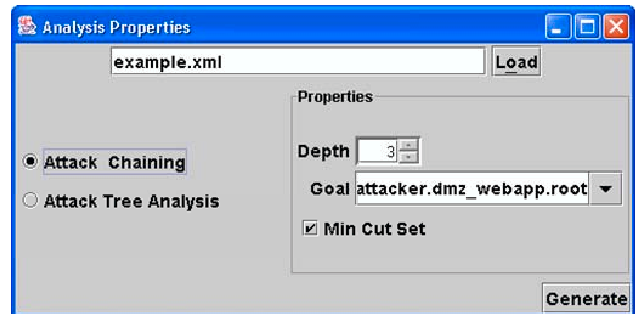 Analysis Properties
example.xml Load
Properties
Depth 3
Attack Chaining
Goal attacker.dmz_webapp.root
Attack Tree Analysis
Min Cut Set
Generate